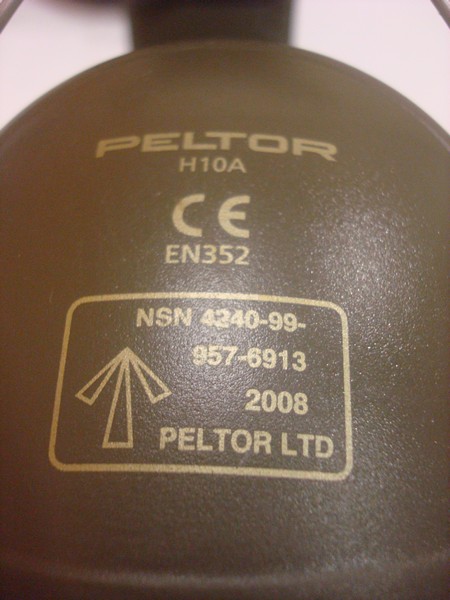 PELTOR
H10A
CE
EN352
NSN 4240-99-
957-6913
2008
PELTOR LTD